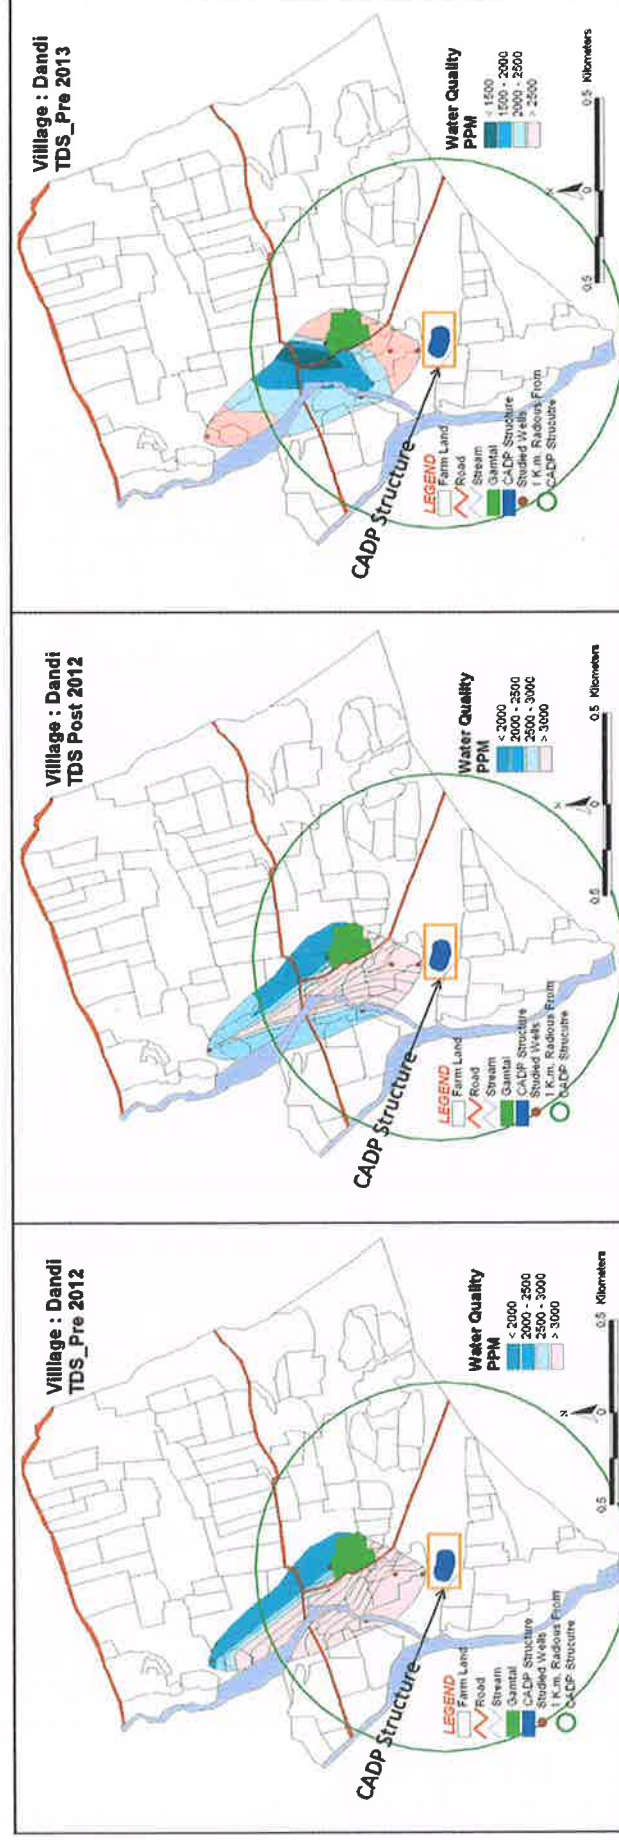 Villlage : Dandi
TDS_Pre 2012
Water Quality
PPM
< 2000
2000 - 2500
2500 - 3000
> 3000
CADP Structure
LEGEND
Farm Land
Road
Stream
Gamtal
CADP Structure
Studied Wells
1 K.m. Radious From
CADP Strucutre
N
0.5 0 0.5 Kilometers
Villlage : Dandi
TDS Post 2012
Water Quality
PPM
< 2000
2000 - 2500
2500 - 3000
> 3000
CADP Structure
LEGEND
Farm Land
Road
Stream
Gamtal
CADP Structure
Studied Wells
1 K.m. Radious From
CADP Strucutre
N
0.5 0 0.5 Kilometers
Villlage : Dandi
TDS_Pre 2013
Water Quality
PPM
< 1500
1500 - 2000
2000 - 2500
> 2500
CADP Structure
LEGEND
Farm Land
Road
Stream
Gamtal
CADP Structure
Studied Wells
1 K.m. Radious From
CADP Strucutre
N
0.5 0 0.5 Kilometers